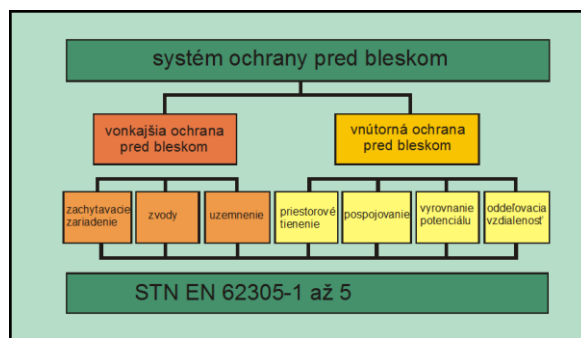 systém ochrany pred bleskom
vonkajšia ochrana
pred bleskom
vnútorná ochrana
pred bleskom
zachytavacie
zariadenie
zvody
uzemnenie
priestorové
tienenie
pospojovanie
vyrovnanie
potenciálu
oddeľovacia
vzdialenosť
STN EN 62305-1 až 5